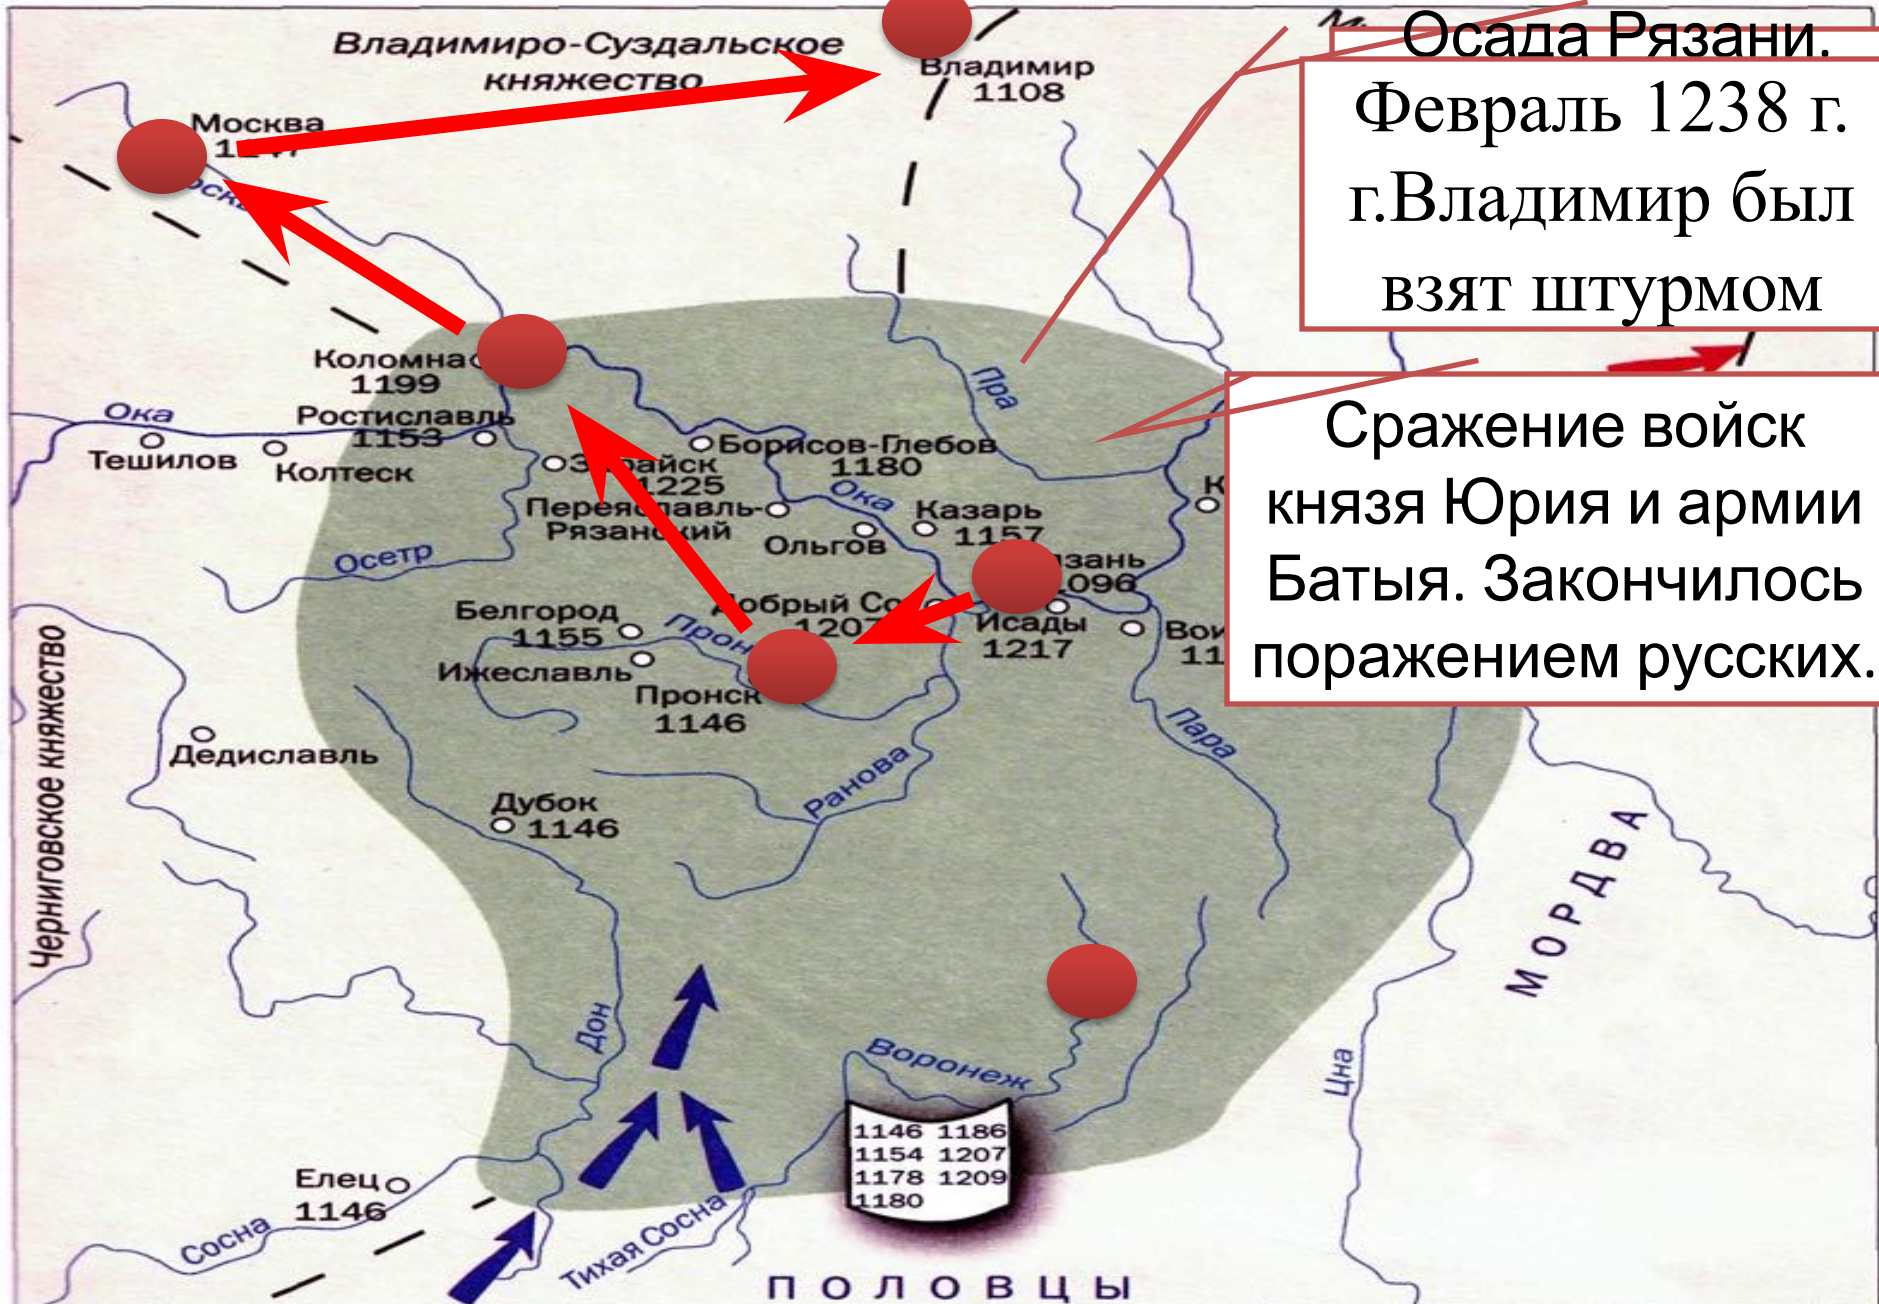 Осада Рязани.
Февраль 1238 г.
г.Владимир был
взят штурмом
Сражение войск
князя Юрия и армии
Батыя. Закончилось
поражением русских.
Владимиро-Суздальское
княжество
Владимир
1108
Москва
Коломна
1199
Ростиславль
1153
Ока
Тешилов
Колтеск
Борисов-Глебов
1180
1225
Пра
Переяславль-
Рязанский
Ока
Казарь
1157
Ольгов
Осетр
Исады
1217
Белгород
1155
Ижеславль
Пронск
1146
1207
Пара
Ранова
Дедиславль
Дубок
1146
Черниговское княжество
МОРДВА
Дон
Воронеж
Цна
1146 1186
1154 1207
1178 1209
1180
Елец
1146
Сосна
Тихая Сосна
ПОЛОВЦЫ